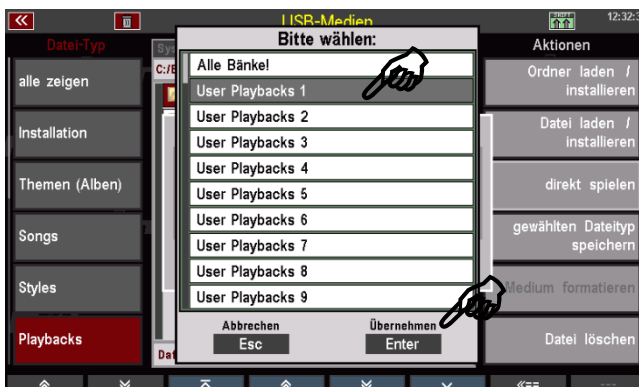 USB-Medien
12:32:
Datei-Typ
alle zeigen
Installation
Themen (Alben)
Songs
Styles
Playbacks
Sys
C:/E
Dat
Bitte wählen:
Alle Bänke!
User Playbacks 1
User Playbacks 2
User Playbacks 3
User Playbacks 4
User Playbacks 5
User Playbacks 6
User Playbacks 7
User Playbacks 8
User Playbacks 9
Abbrechen
Esc
Übernehmen
Enter
SHIFT
Aktionen
Ordner laden /
installieren
Datei laden /
installieren
direkt spielen
gewählten Dateityp
speichern
Medium formatieren
Datei löschen